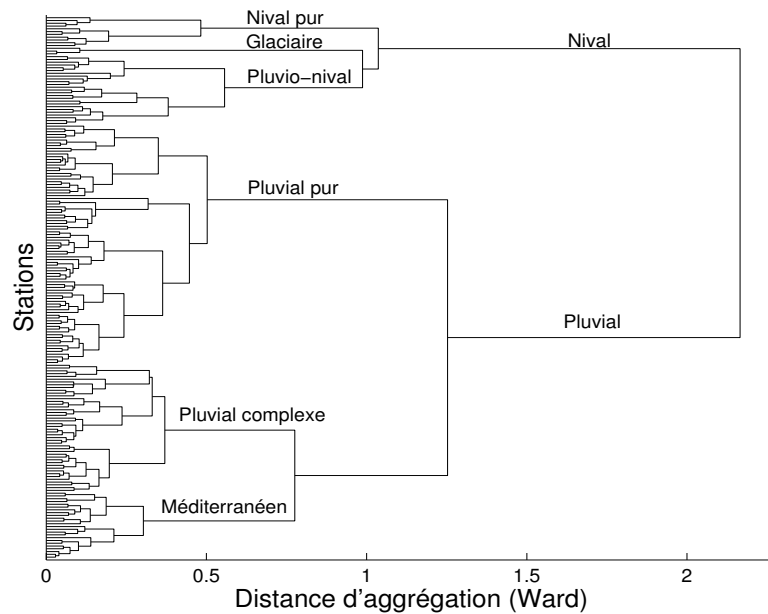 Nival pur
Glaciaire
Nival
Pluvio−nival
Pluvial pur
Stations
Pluvial
Pluvial complexe
Méditerranéen
0 0.5 1 1.5 2
Distance d'aggrégation (Ward)